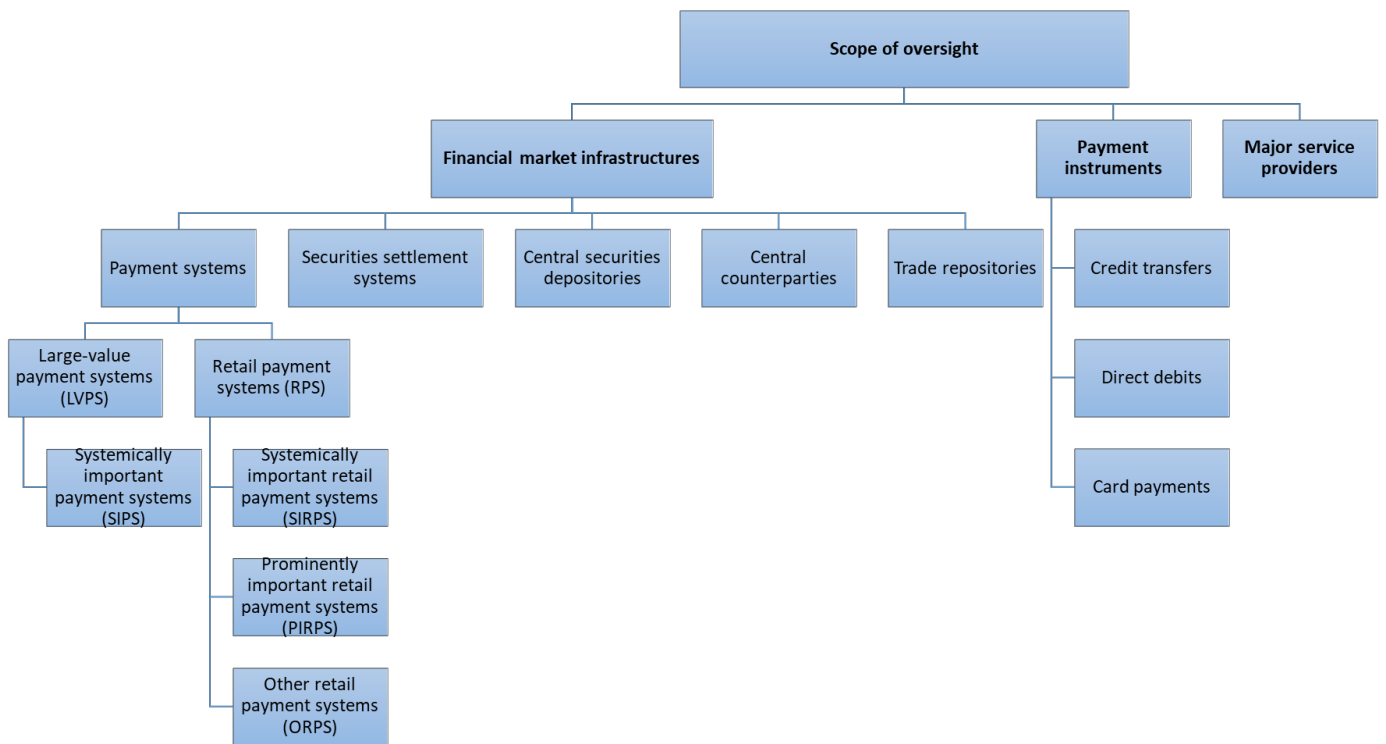 Scope of oversight
Financial market infrastructures
Payment
instruments
Major service
providers
Payment systems
Securities settlement
systems
Central securities
depositories
Central
counterparties
Trade repositories
Credit transfers
Large-value
payment systems
(LVPS)
Retail payment
systems (RPS)
Direct debits
Systemically
important
payment systems
(SIPS)
Systemically
important retail
payment systems
(SIRPS)
Card payments
Prominently
important retail
payment systems
(PIRPS)
Other retail
payment systems
(ORPS)